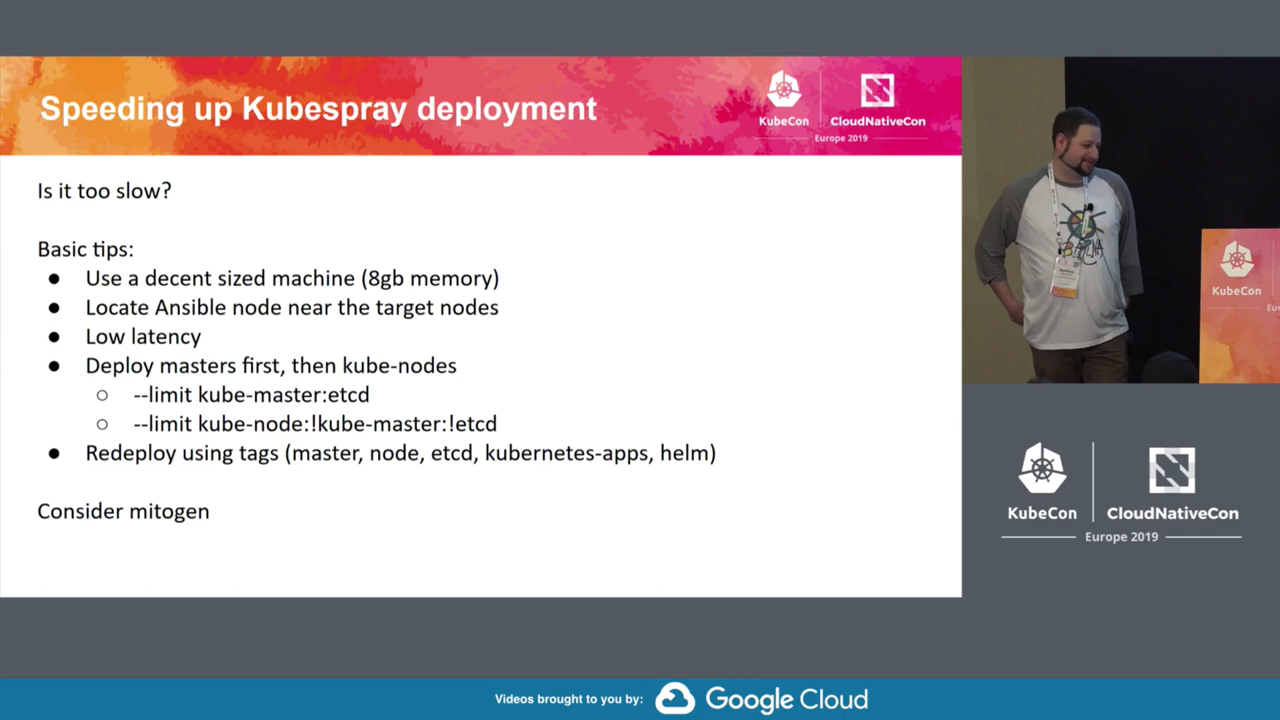 Speeding up Kubespray deployment
KubeCon
CloudNativeCon
Europe 2019
Is it too slow?
Basic tips:
● Use a decent sized machine (8gb memory)
● Locate Ansible node near the target nodes
● Low latency
● Deploy masters first, then kube-nodes
○ --limit kube-master:etcd
○ --limit kube-node:!kube-master:!etcd
● Redeploy using tags (master, node, etcd, kubernetes-apps, helm)
Consider mitogen
KubeCon
KubeCon
CloudNativeCon
Europe 2019
Videos brought to you by:
Google Cloud